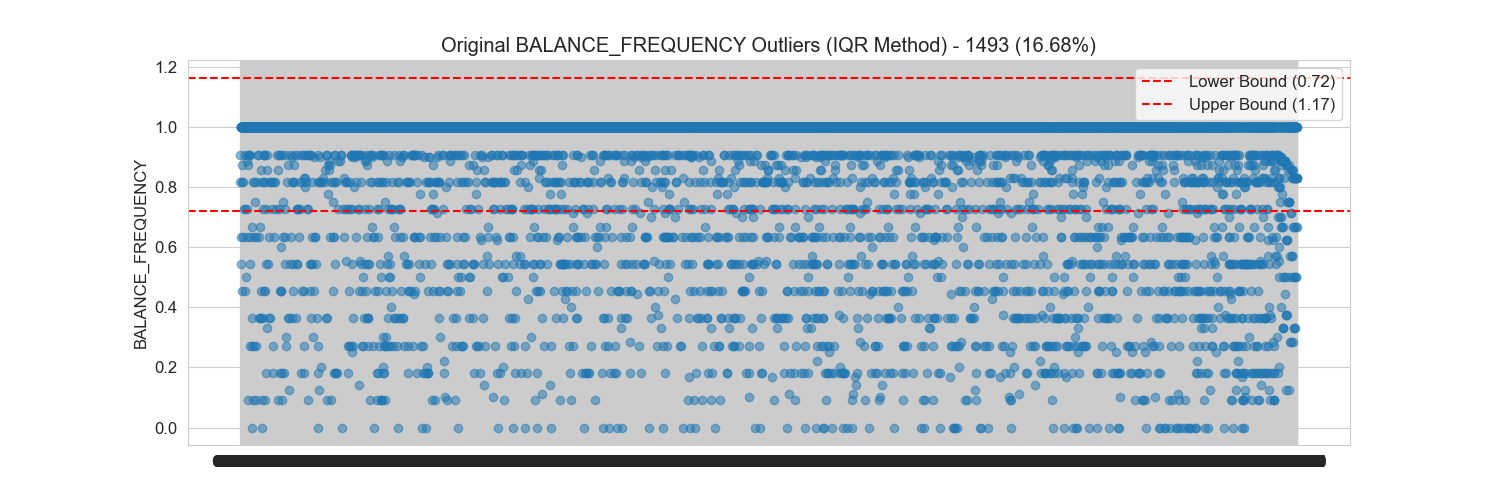 Original BALANCE_FREQUENCY Outliers (IQR Method) - 1493 (16.68%)
1.2
1.0
0.8
0.6
0.4
0.2
0.0
BALANCE_FREQUENCY
Lower Bound (0.72)
Upper Bound (1.17)